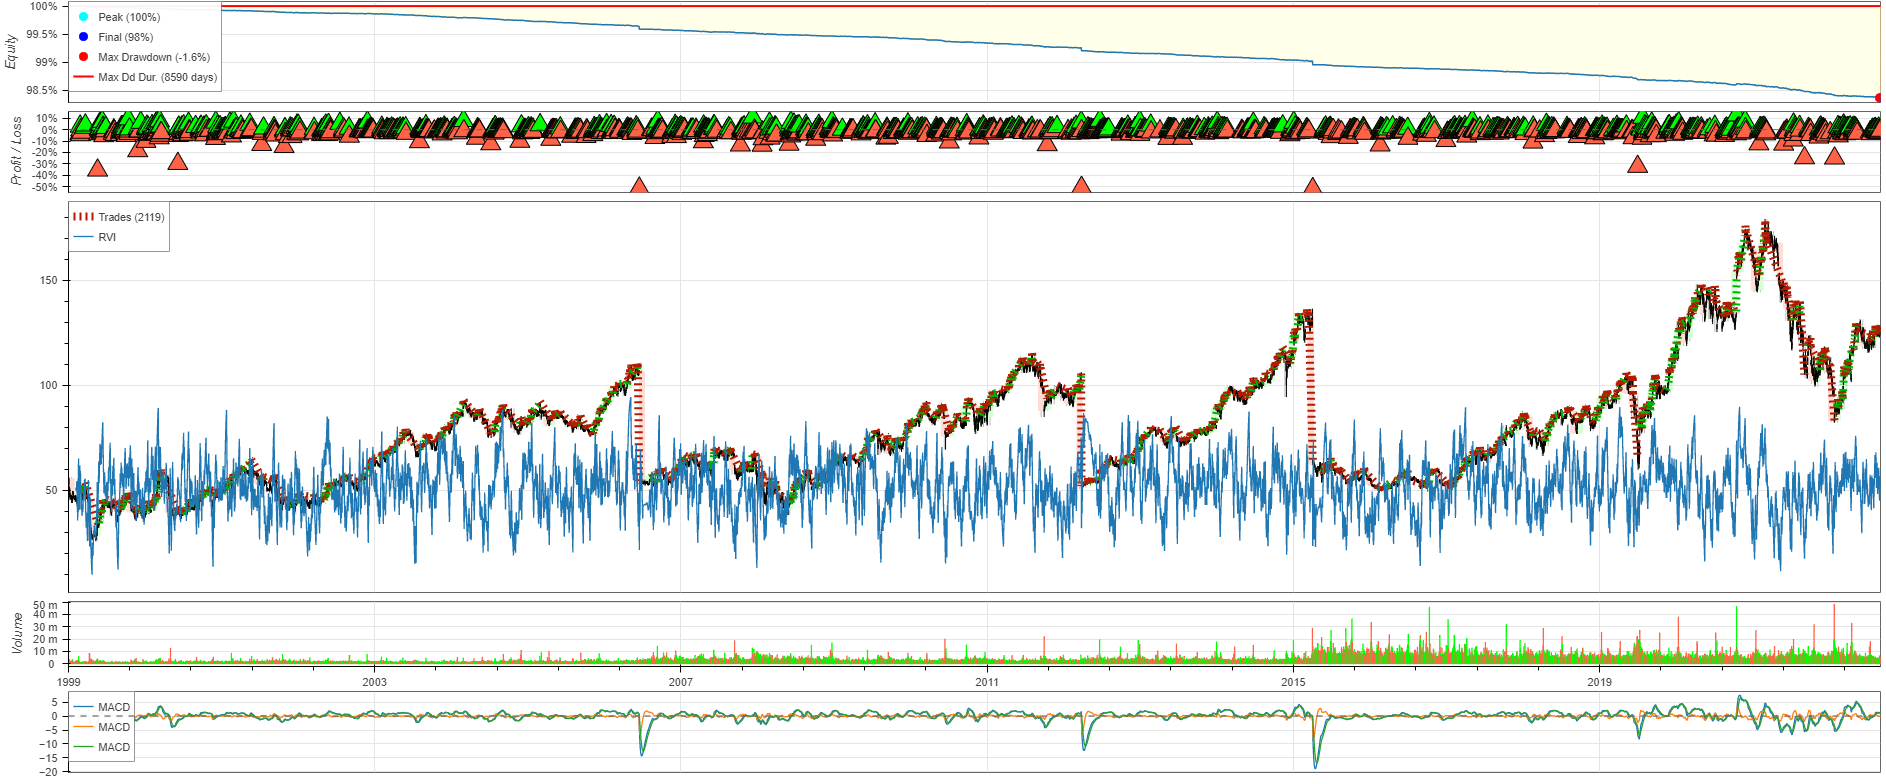 100%
99.5%
99%
98.5%
Equity
Peak (100%)
Final (98%)
Max Drawdown (-1.6%)
Max Dd Dur. (8590 days)
10%
0%
-10%
-20%
-30%
-40%
-50%
Profit / Loss
Trades (2119)
RVI
150
100
50
50 m
40 m
30 m
20 m
10 m
0
Volume
1999
2003
2007
2011
2015
2019
5
0
−5
−10
−15
−20
MACD
MACD
MACD